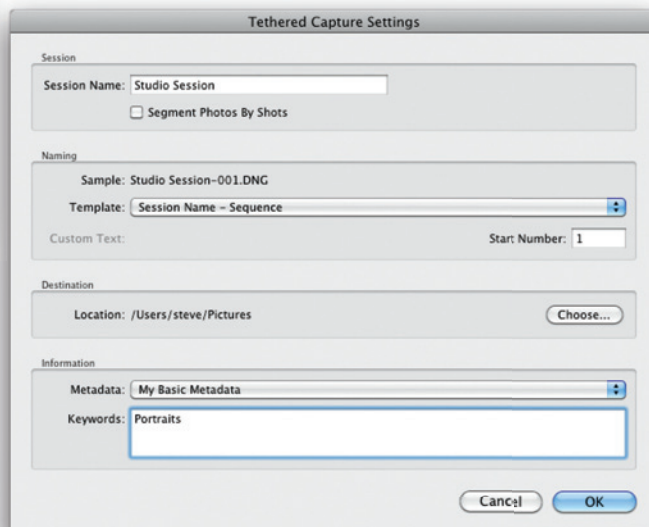 Tethered Capture Settings
Session
Session Name: Studio Session
Segment Photos By Shots
Naming
Sample: Studio Session-001.DNG
Template: Session Name – Sequence
Custom Text:
Start Number: 1
Destination
Location: /Users/steve/Pictures
Choose...
Information
Metadata: My Basic Metadata
Keywords: Portraits
Cancel
OK